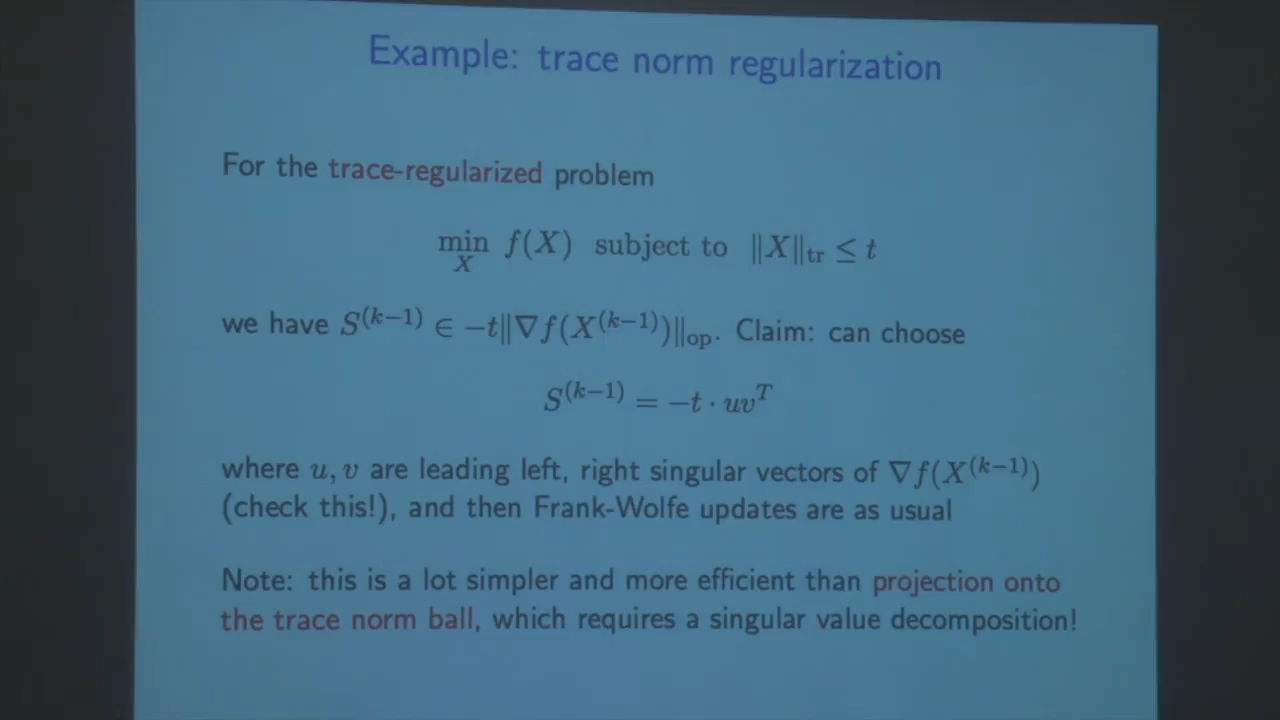 Example: trace norm regularization
For the trace-regularized problem
min_X f(X) subject to ‖X‖_tr ≤ t
we have S^(k−1) ∈ −t‖∇f(X^(k−1))‖_op. Claim: can choose
S^(k−1) = −t · uv^T
where u, v are leading left, right singular vectors of ∇f(X^(k−1))
(check this!), and then Frank-Wolfe updates are as usual
Note: this is a lot simpler and more efficient than projection onto
the trace norm ball, which requires a singular value decomposition!